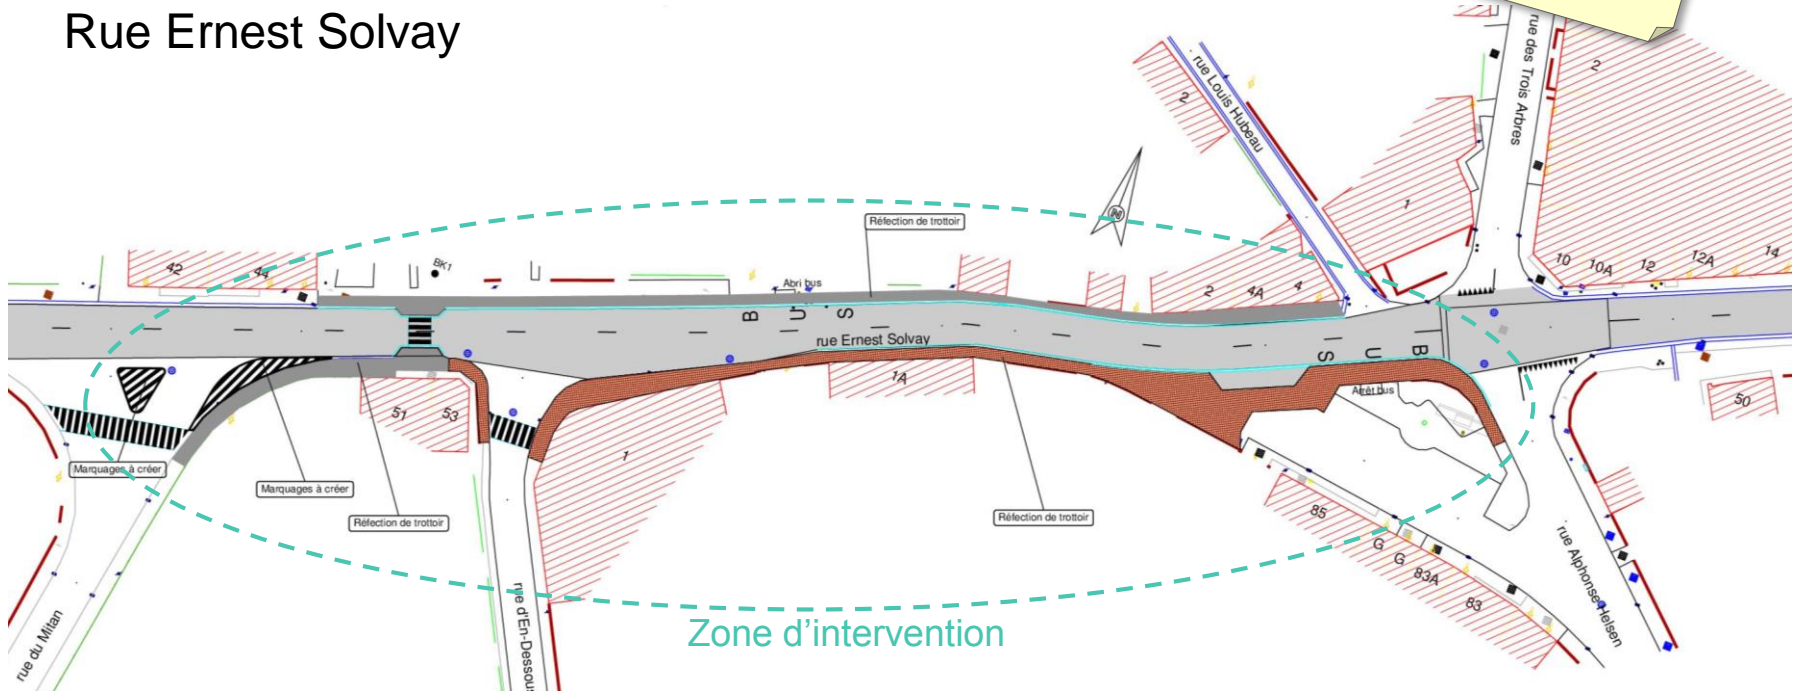 Rue Ernest Solvay
rue des Trois Arbres
2
rue Louis Hubeau
2
1
Réfection de trottoir
42
44
BK1
Abri bus
2
4A
4
10
10A
12
12A
14
BUS
rue Ernest Solvay
BUS
1A
Arrêt bus
50
51
53
1
Marquages à créer
Marquages à créer
Réfection de trottoir
Réfection de trottoir
85
G
G
83A
83
rue du Mitan
rue d'En-Dessous
rue Alphonse Helsen
Zone d'intervention